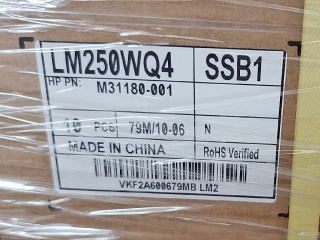 LM250WQ4 SSB1
HP PN: M31180-001
10 PCS 79M/10-06 N
MADE IN CHINA RoHS Verified
VKF2A600679MB LM2